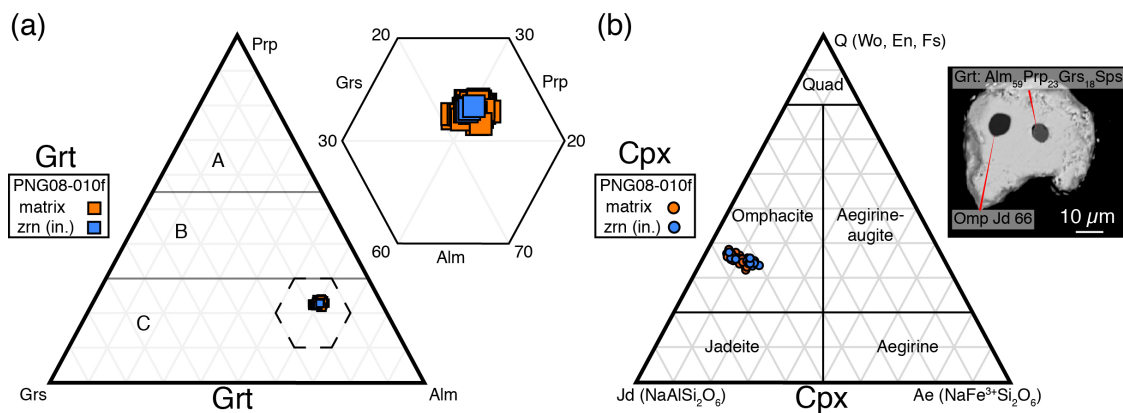 (a)
Prp
A
B
C
Grs
Grt
Alm
Grt
PNG08-010f
matrix
zrn (in.)
20
30
Grs
Prp
30
20
60
Alm
70
(b)
Q (Wo, En, Fs)
Quad
Cpx
PNG08-010f
matrix
zrn (in.)
Omphacite
Aegirine-
augite
Jadeite
Aegirine
Jd (NaAlSi₂O₆)
Cpx
Ae (NaFe³⁺Si₂O₆)
Grt: Alm₅₉Prp₂₃Grs₁₈Sps
Omp Jd 66
10 µm